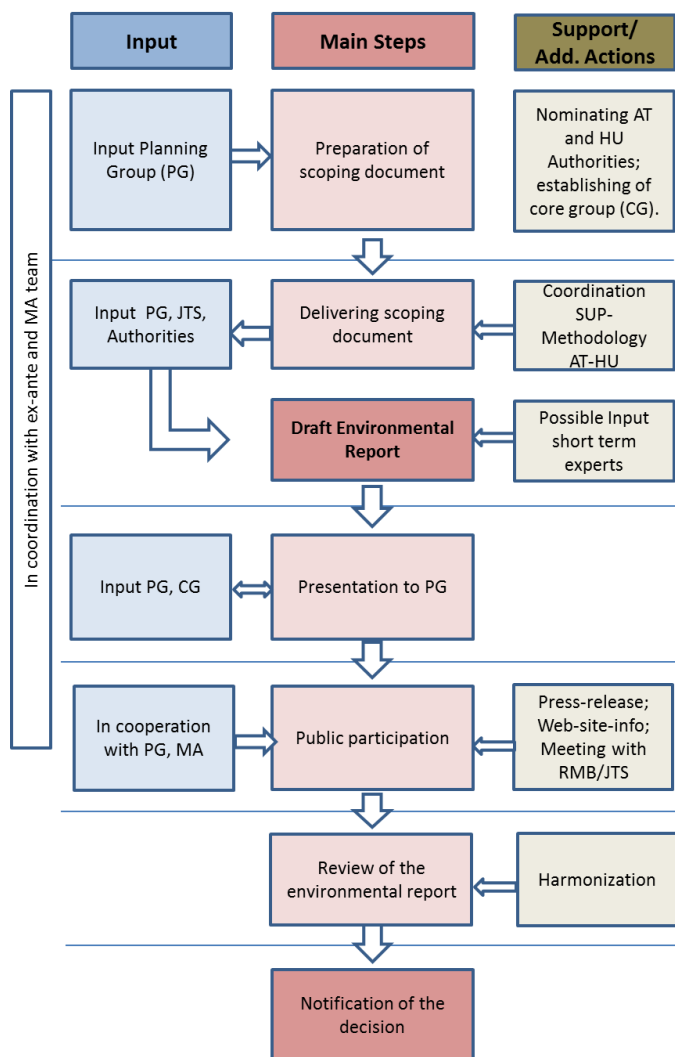 Input
Main Steps
Support/
Add. Actions
In coordination with ex-ante and MA team
Input Planning
Group (PG)
Preparation of
scoping document
Nominating AT
and HU
Authorities;
establishing of
core group (CG).
Input  PG, JTS,
Authorities
Delivering scoping
document
Coordination
SUP-
Methodology
AT-HU
Draft Environmental
Report
Possible Input
short term
experts
Input PG, CG
Presentation to PG
In cooperation
with PG, MA
Public participation
Press-release;
Web-site-info;
Meeting with
RMB/JTS
Review of the
environmental report
Harmonization
Notification of the
decision